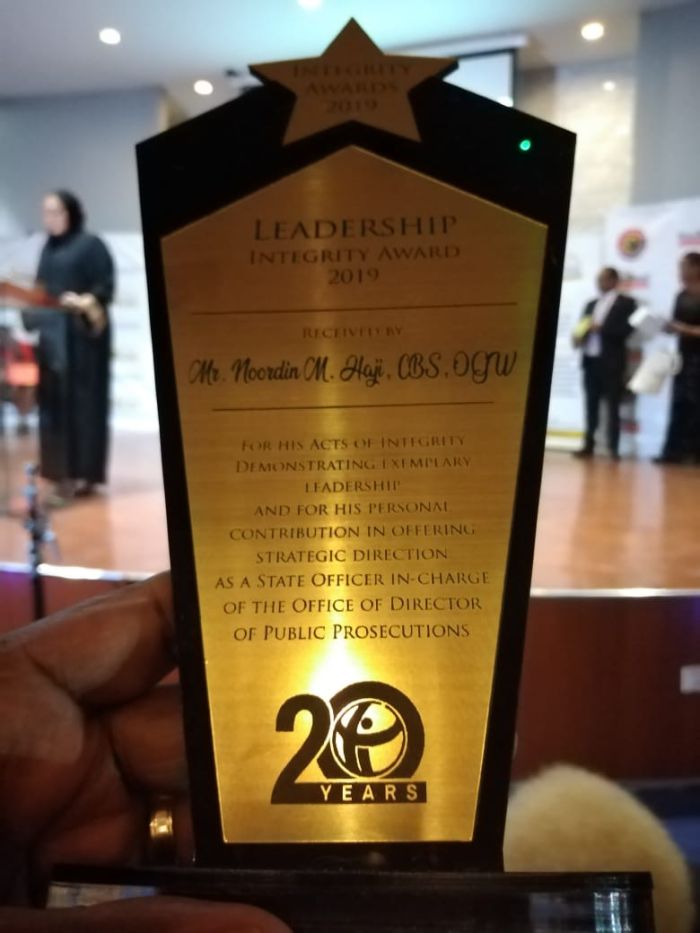 INTEGRITY
AWARDS
2019
LEADERSHIP
INTEGRITY AWARD
2019
RECEIVED BY
Mr. Noordin M. Haji, CBS, OGW
FOR HIS ACTS OF INTEGRITY
DEMONSTRATING EXEMPLARY
LEADERSHIP
AND FOR HIS PERSONAL
CONTRIBUTION IN OFFERING
STRATEGIC DIRECTION
AS A STATE OFFICER IN-CHARGE
OF THE OFFICE OF DIRECTOR
OF PUBLIC PROSECUTIONS
20
YEARS